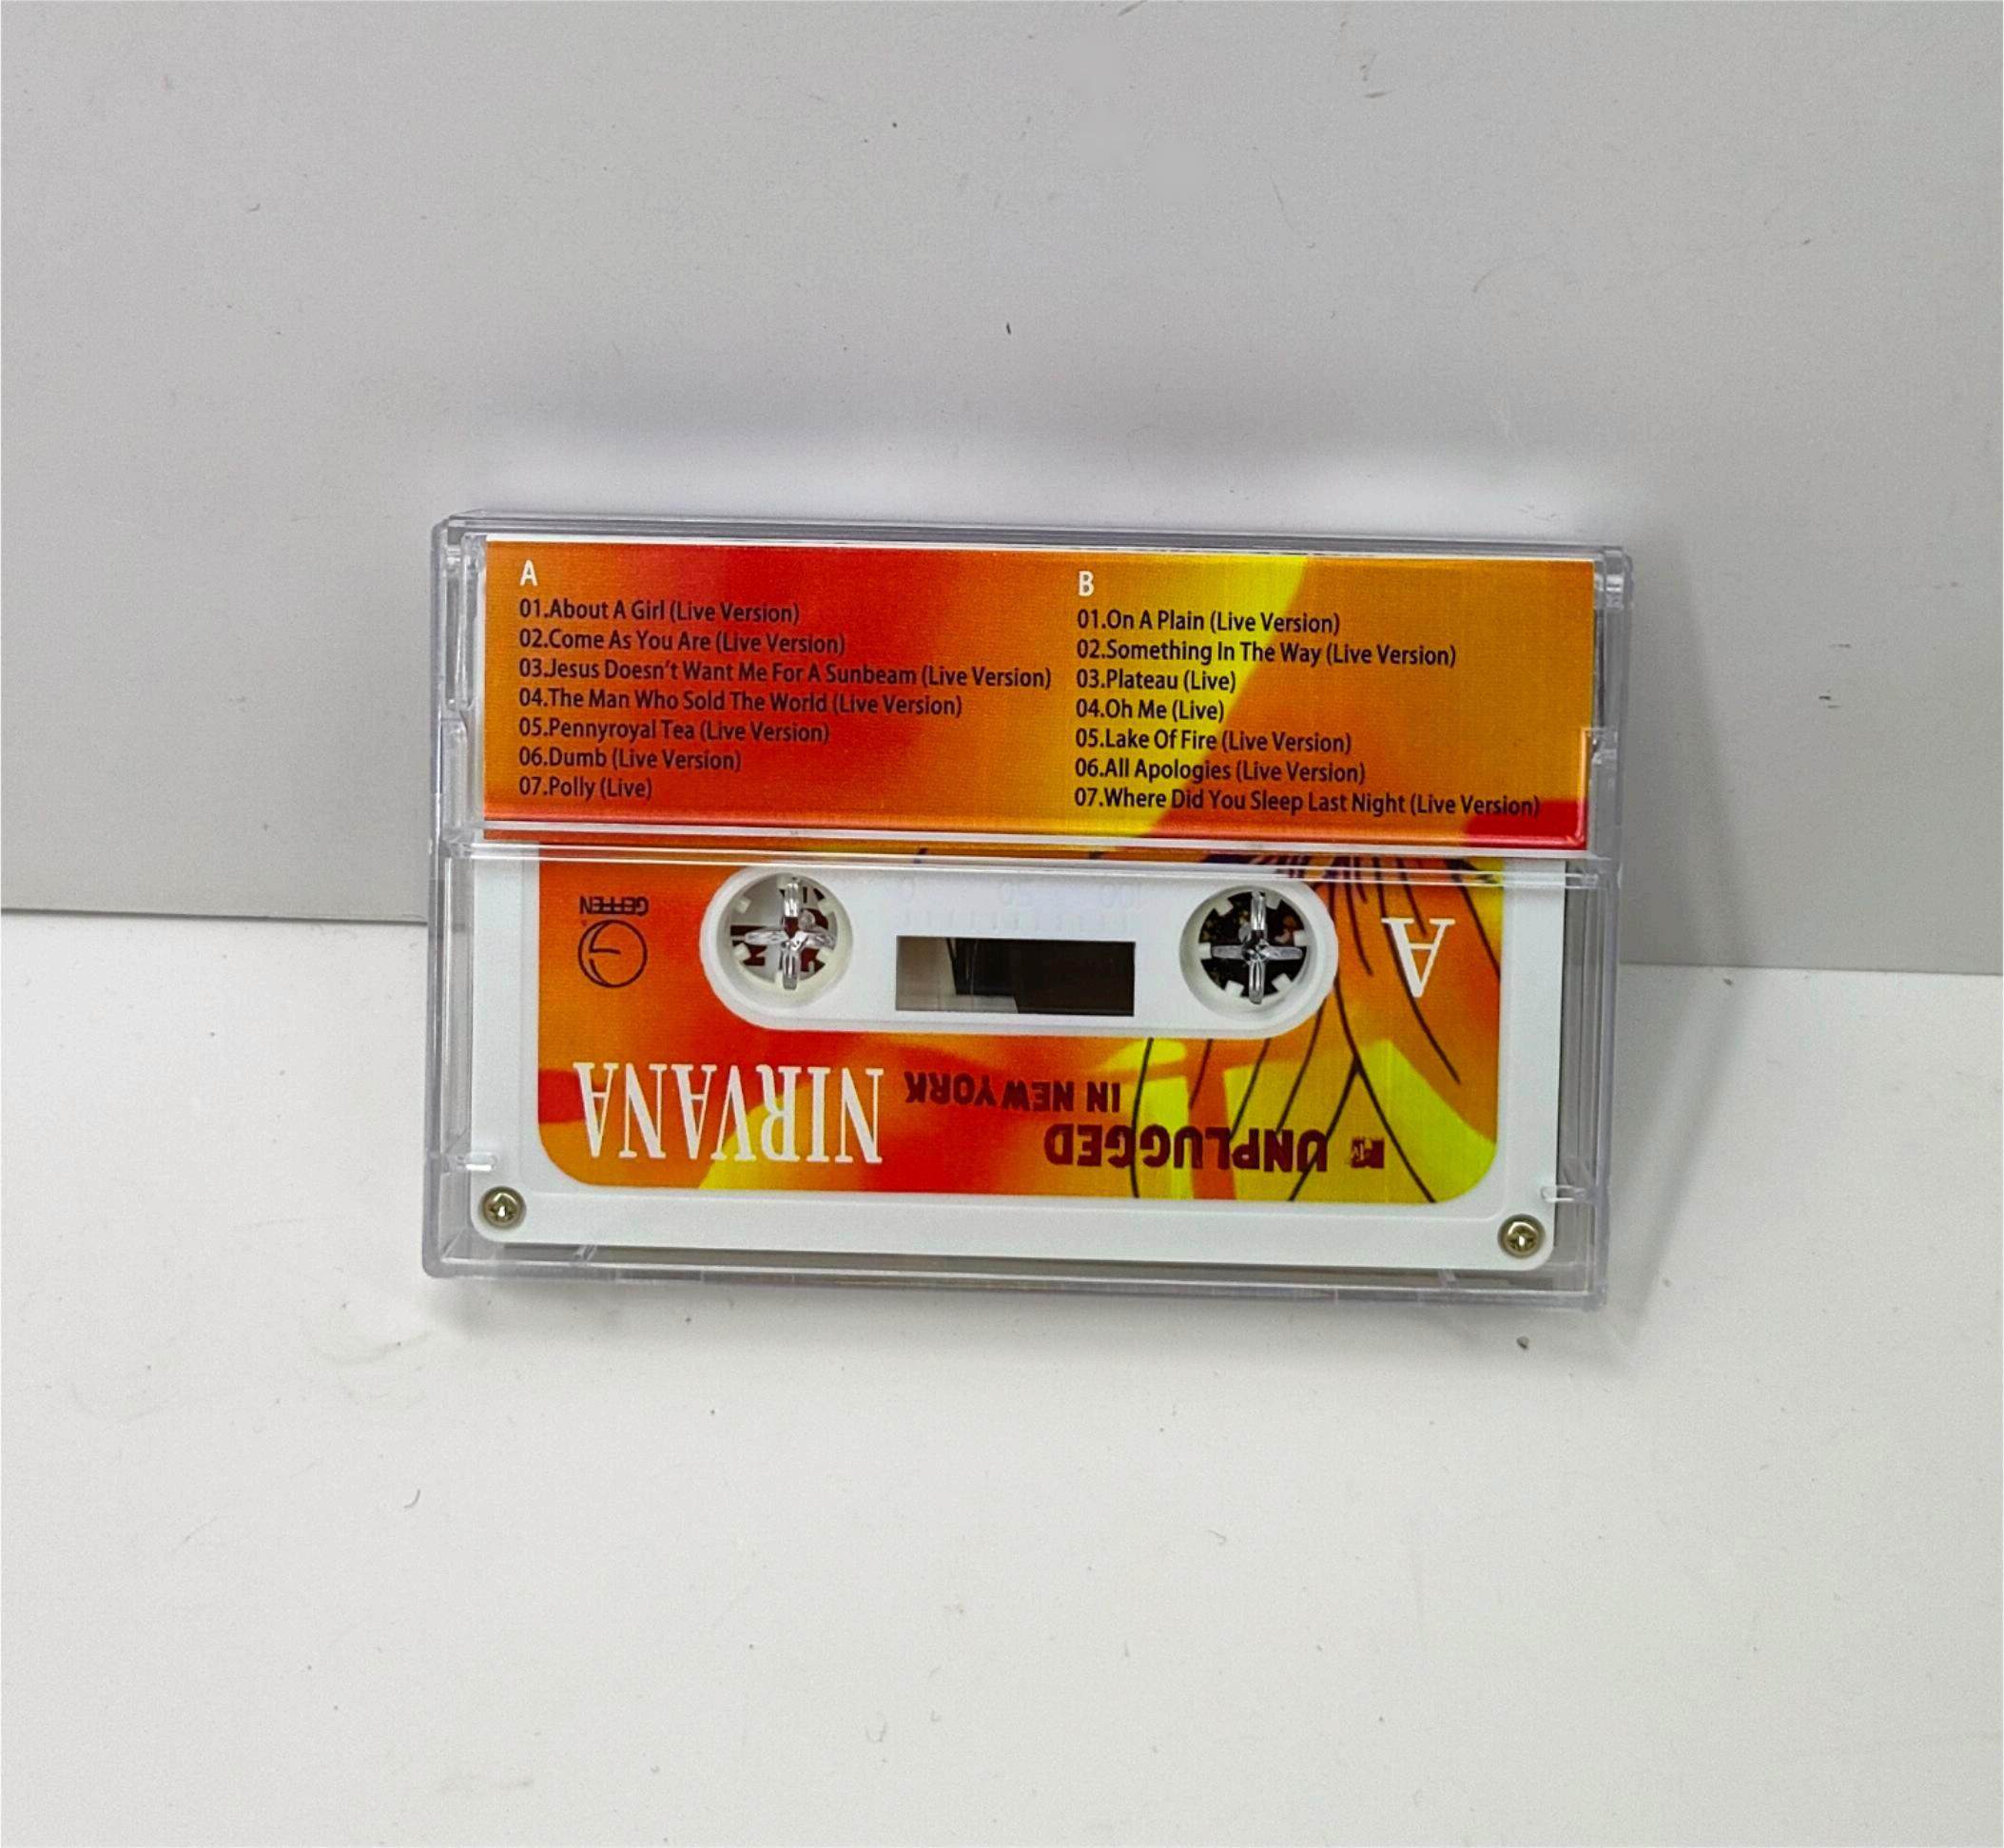 A
01.About A Girl (Live Version)
02.Come As You Are (Live Version)
03.Jesus Doesn't Want Me For A Sunbeam (Live Version)
04.The Man Who Sold The World (Live Version)
05.Pennyroyal Tea (Live Version)
06.Dumb (Live Version)
07.Polly (Live)
B
01.On A Plain (Live Version)
02.Something In The Way (Live Version)
03.Plateau (Live)
04.Oh Me (Live)
05.Lake Of Fire (Live Version)
06.All Apologies (Live Version)
07.Where Did You Sleep Last Night (Live Version)
MTV UNPLUGGED
IN NEW YORK
NIRVANA
A
GEFFEN
100 50 0